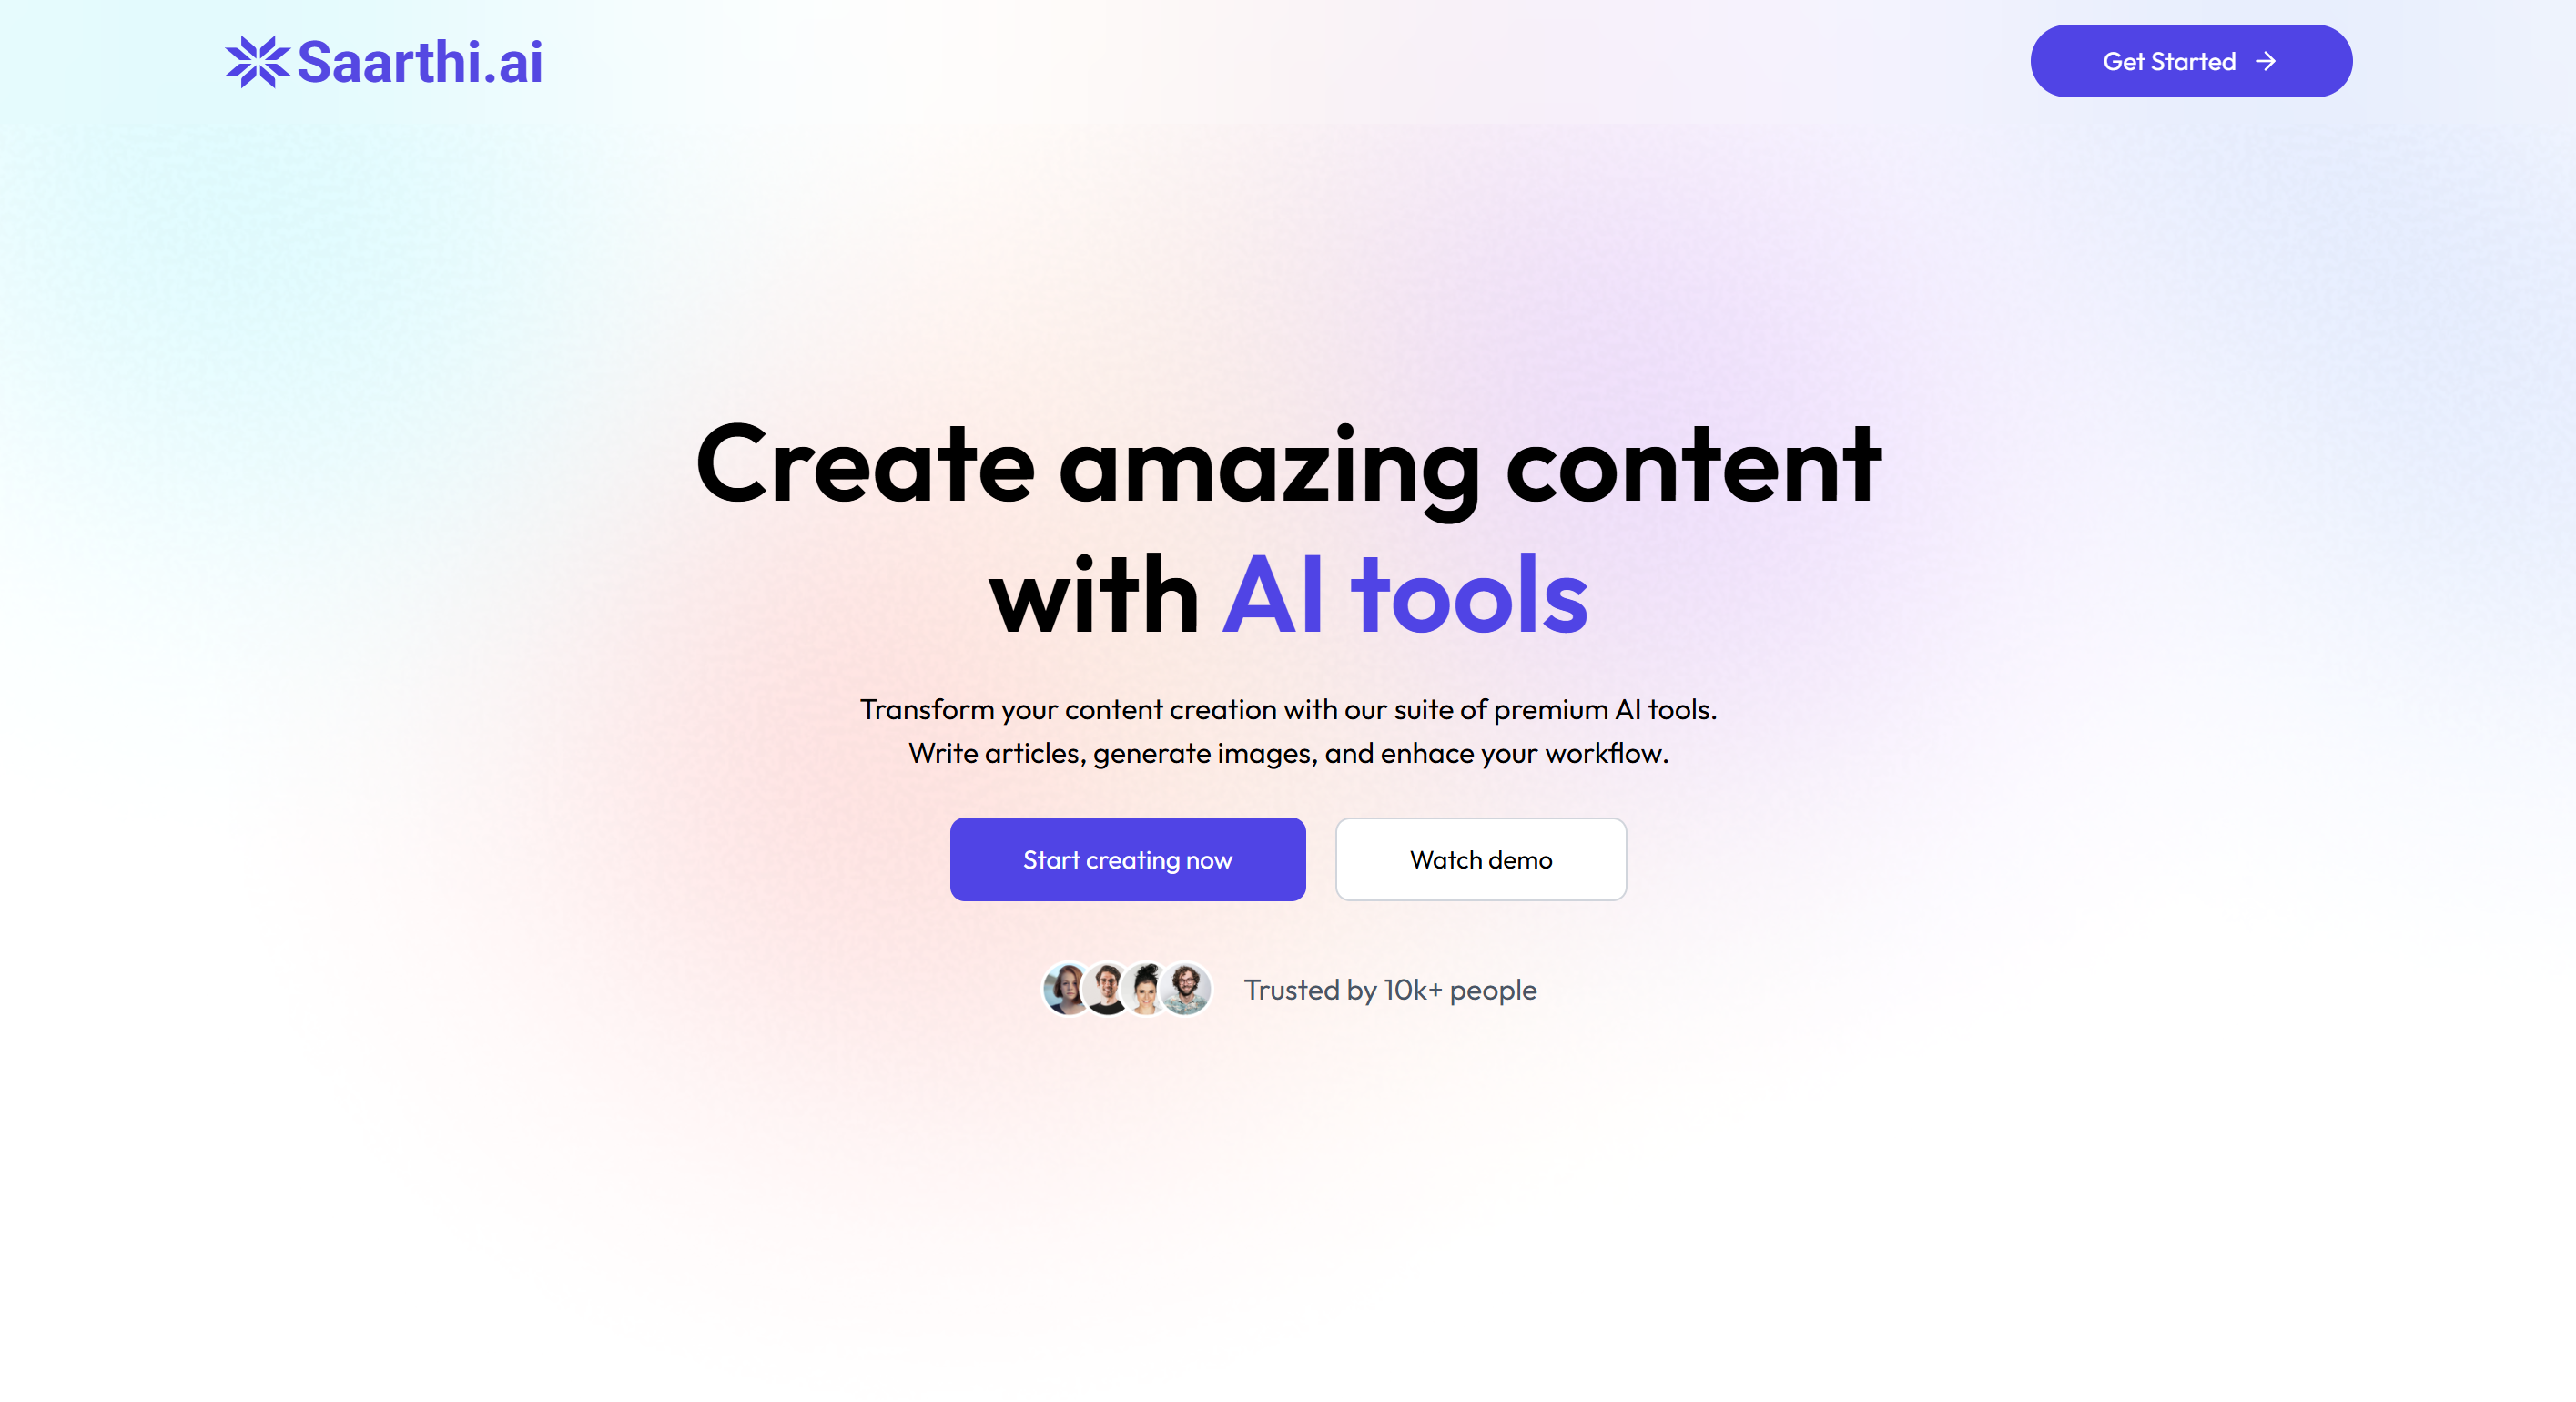 Saarthi.ai
Get Started
Create amazing content
with AI tools
Transform your content creation with our suite of premium AI tools.
Write articles, generate images, and enhace your workflow.
Start creating now
Watch demo
Trusted by 10k+ people